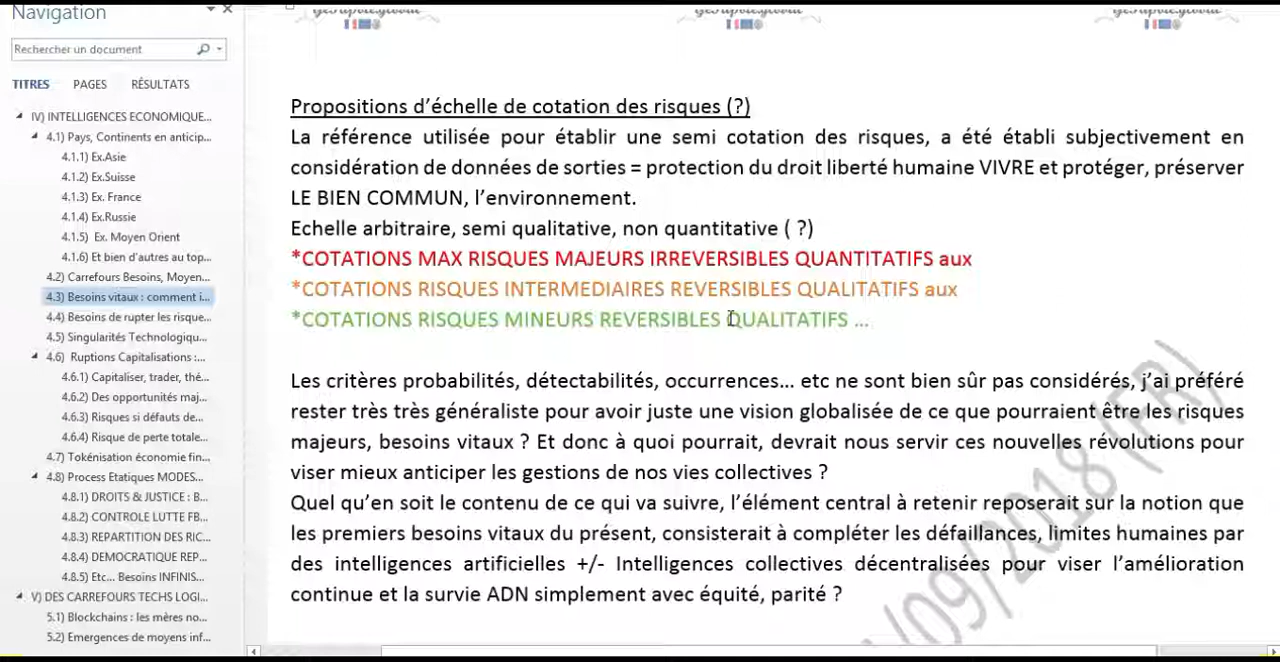 Navigation
Rechercher un document
TITRES PAGES RÉSULTATS
IV) INTELLIGENCES ECONOMIQUE...
4.1) Pays, Continents en anticip...
4.1.1) Ex.Asie
4.1.2) Ex.Suisse
4.1.3) Ex. France
4.1.4) Ex.Russie
4.1.5) Ex. Moyen Orient
4.1.6) Et bien d'autres au top...
4.2) Carrefours Besoins, Moyen...
4.3) Besoins vitaux : comment i...
4.4) Besoins de rupter les risque...
4.5) Singularités Technologiqu...
4.6) Ruptions Capitalisations :...
4.6.1) Capitaliser, trader, thé...
4.6.2) Des opportunités maj...
4.6.3) Risques si défauts de...
4.6.4) Risque de perte totale...
4.7) Tokénisation économie fin...
4.8) Process Etatiques MODES...
4.8.1) DROITS & JUSTICE : B...
4.8.2) CONTROLE LUTTE FB...
4.8.3) REPARTITION DES RIC...
4.8.4) DEMOCRATIQUE REP...
4.8.5) Etc... Besoins INFINIS...
V) DES CARREFOURS TECHS LOGI...
5.1) Blockchains : les mères no...
5.2) Emergences de moyens inf...
Propositions d'échelle de cotation des risques (?)
La référence utilisée pour établir une semi cotation des risques, a été établi subjectivement en
considération de données de sorties = protection du droit liberté humaine VIVRE et protéger, préserver
LE BIEN COMMUN, l'environnement.
Echelle arbitraire, semi qualitative, non quantitative ( ?)
*COTATIONS MAX RISQUES MAJEURS IRREVERSIBLES QUANTITATIFS aux
*COTATIONS RISQUES INTERMEDIAIRES REVERSIBLES QUALITATIFS aux
*COTATIONS RISQUES MINEURS REVERSIBLES QUALITATIFS ...
Les critères probabilités, détectabilités, occurrences... etc ne sont bien sûr pas considérés, j'ai préféré
rester très très généraliste pour avoir juste une vision globalisée de ce que pourraient être les risques
majeurs, besoins vitaux ? Et donc à quoi pourrait, devrait nous servir ces nouvelles révolutions pour
viser mieux anticiper les gestions de nos vies collectives ?
Quel qu'en soit le contenu de ce qui va suivre, l'élément central à retenir reposerait sur la notion que
les premiers besoins vitaux du présent, consisterait à compléter les défaillances, limites humaines par
des intelligences artificielles +/- Intelligences collectives décentralisées pour viser l'amélioration
continue et la survie ADN simplement avec équité, parité ?
/09/2018 (FR)